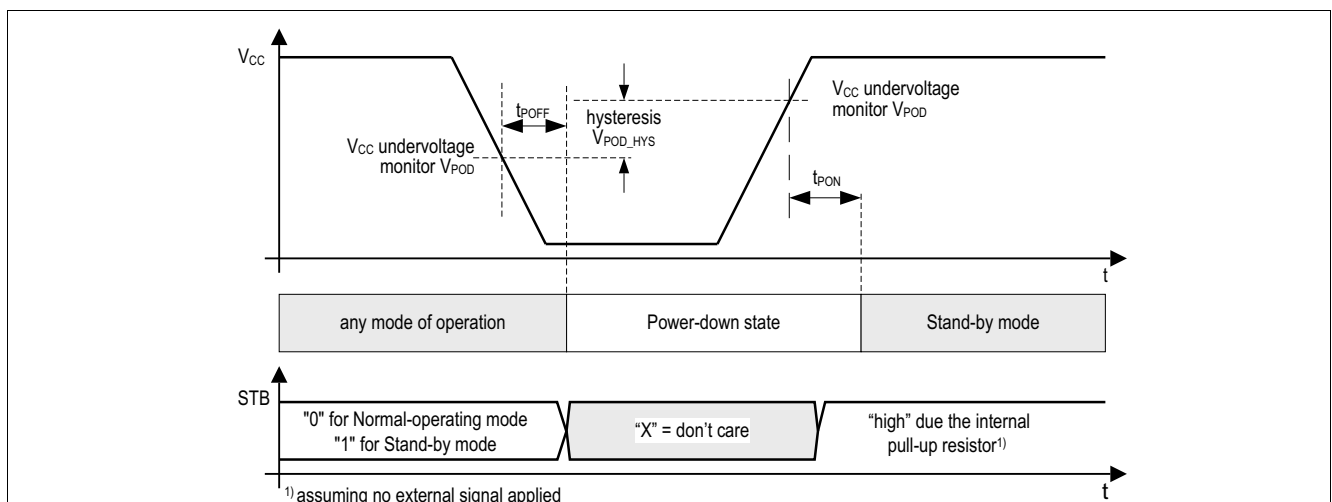 VCC
tPOFF
hysteresis
VPOD_HYS
VCC undervoltage
monitor VPOD
VCC undervoltage
monitor VPOD
tPON
t
any mode of operation
Power-down state
Stand-by mode
STB
"0" for Normal-operating mode
"1" for Stand-by mode
“X” = don’t care
“high” due the internal
pull-up resistor1)
1) assuming no external signal applied
t